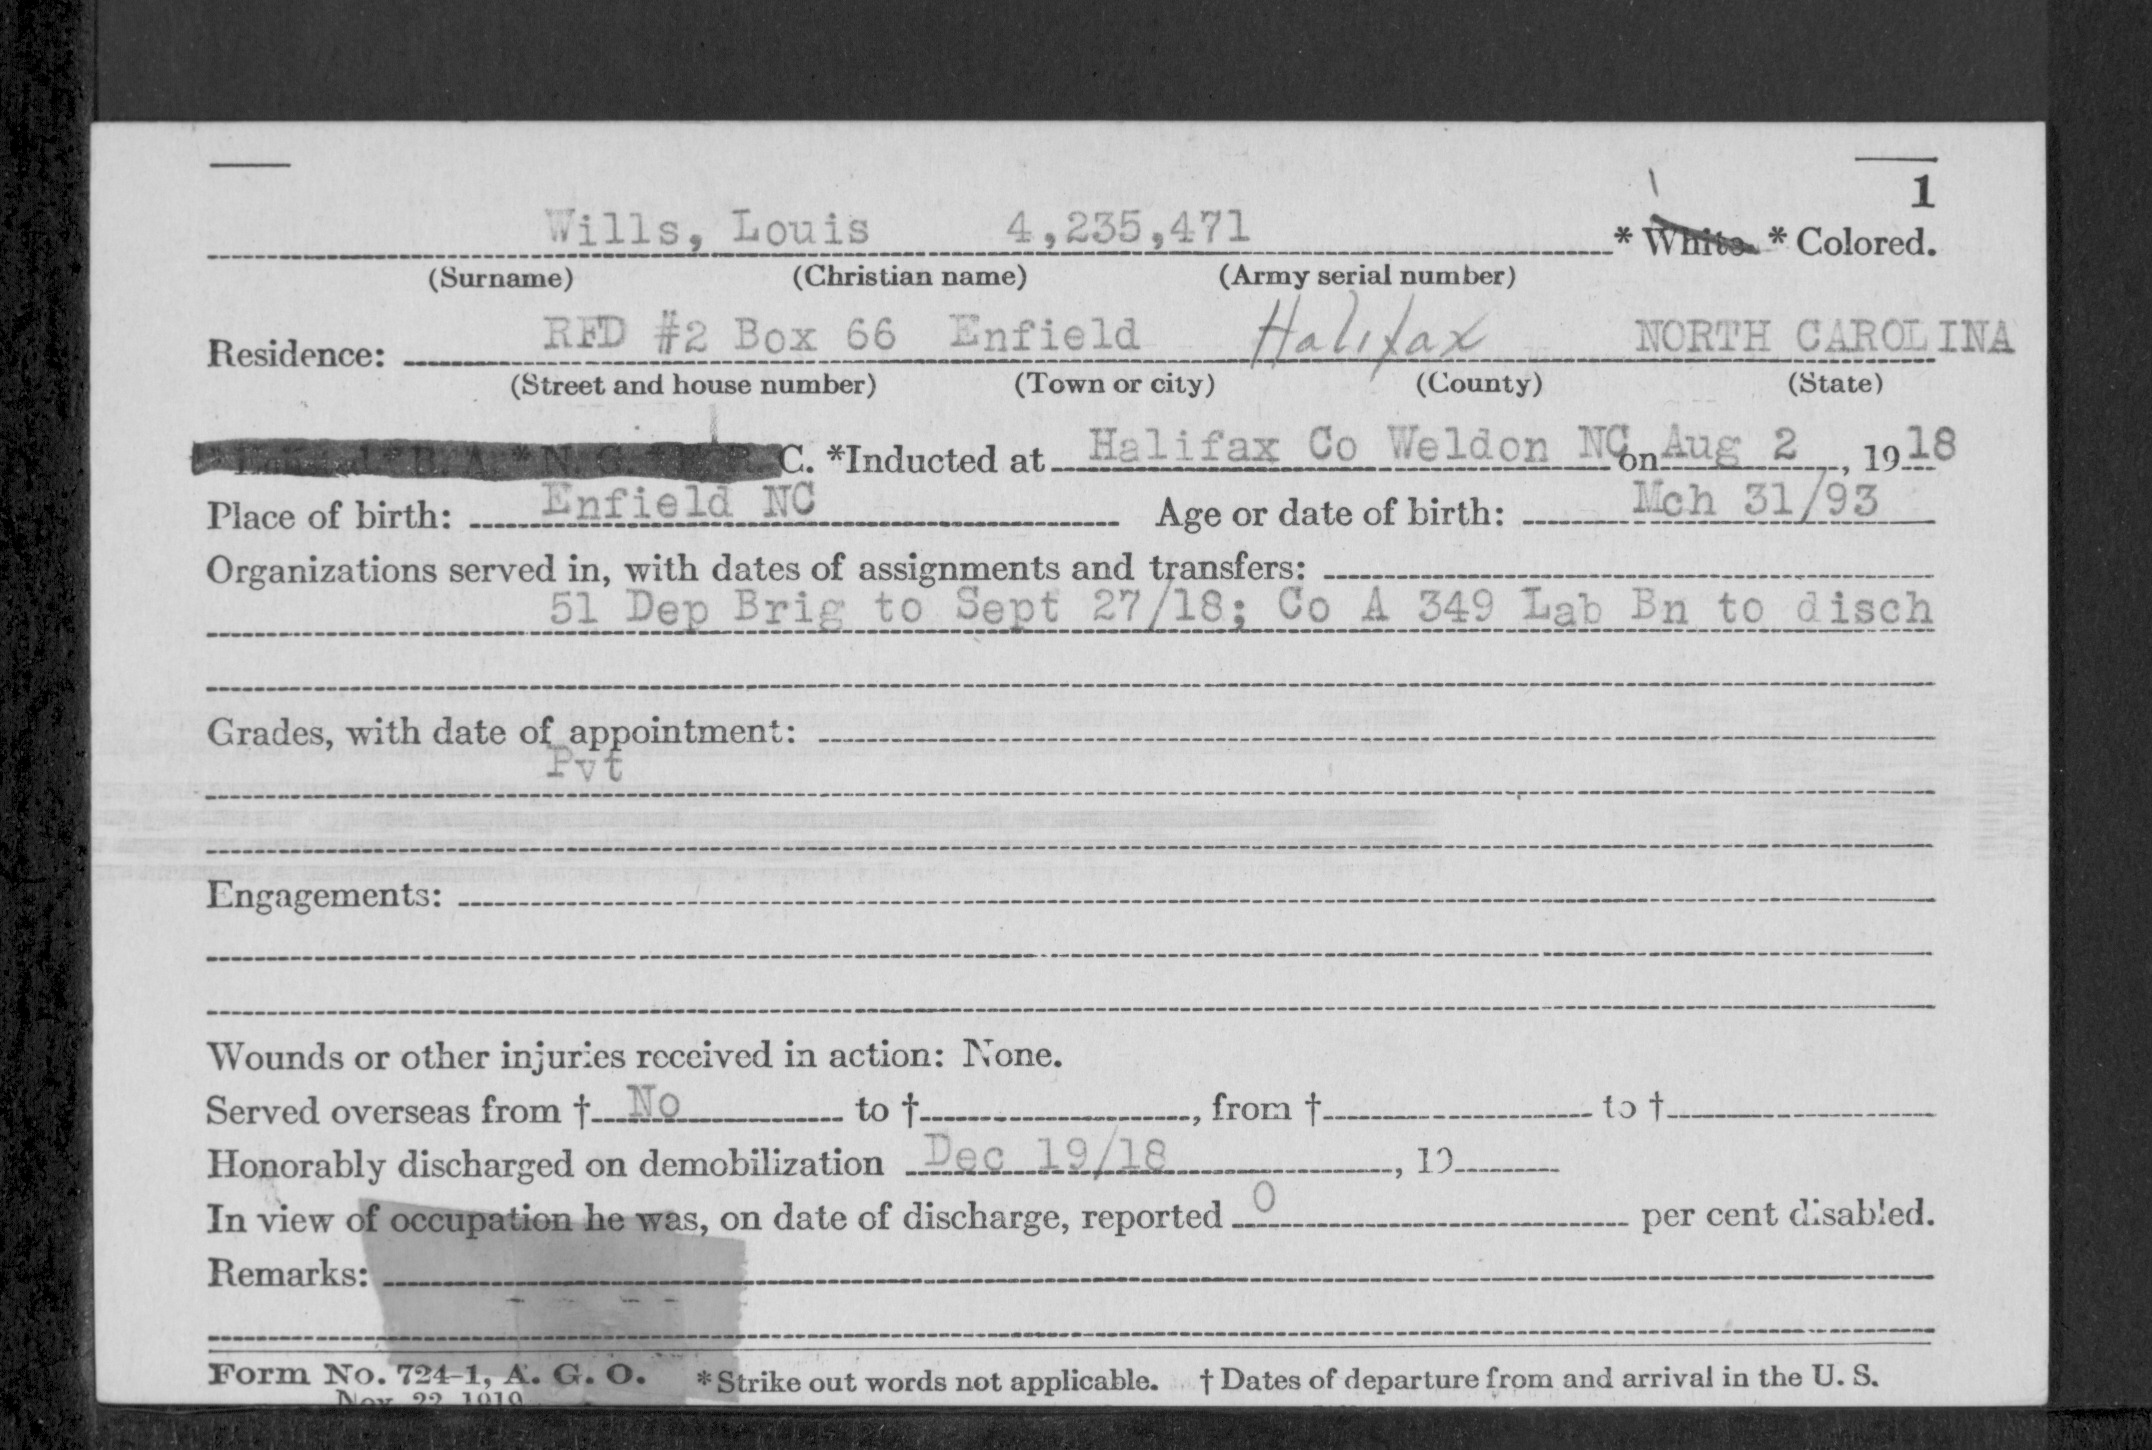 1
Wills, Louis 4,235,471 * White. * Colored.
(Surname) (Christian name) (Army serial number)
Residence: RFD #2 Box 66 Enfield Halifax NORTH CAROLINA
(Street and house number) (Town or city) (County) (State)
C. *Inducted at Halifax Co Weldon NC on Aug 2, 1918
Place of birth: Enfield NC Age or date of birth: Mch 31/93
Organizations served in, with dates of assignments and transfers:
51 Dep Brig to Sept 27/18; Co A 349 Lab Bn to disch
Grades, with date of appointment:
Pvt
Engagements:
Wounds or other injuries received in action: None.
Served overseas from † No to †, from † to †
Honorably discharged on demobilization Dec 19/18, 19
In view of occupation he was, on date of discharge, reported 0 per cent disabled.
Remarks:
Form No. 724-1, A. G. O. * Strike out words not applicable. † Dates of departure from and arrival in the U. S.
Nov. 22, 1919